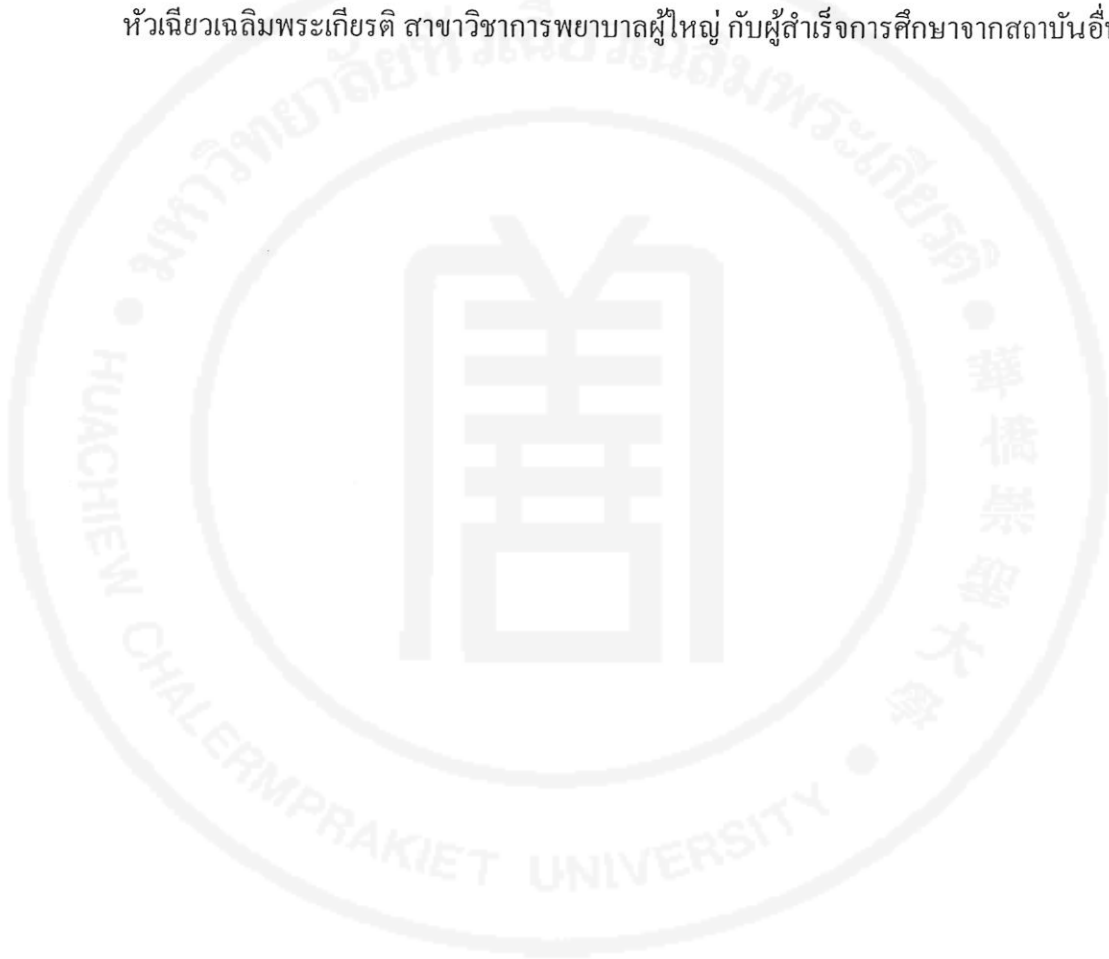 หัวเฉียวเฉลิมพระเกียรติ สาขาวิชาการพยาบาลผู้ใหญ่ กับผู้สำเร็จการศึกษาจากสถาบันอื่น
มหาวิทยาลัยหัวเฉียวเฉลิมพระเกียรติ
華僑崇聖大學
HUACHIEW CHALERMPRAKIET UNIVERSITY